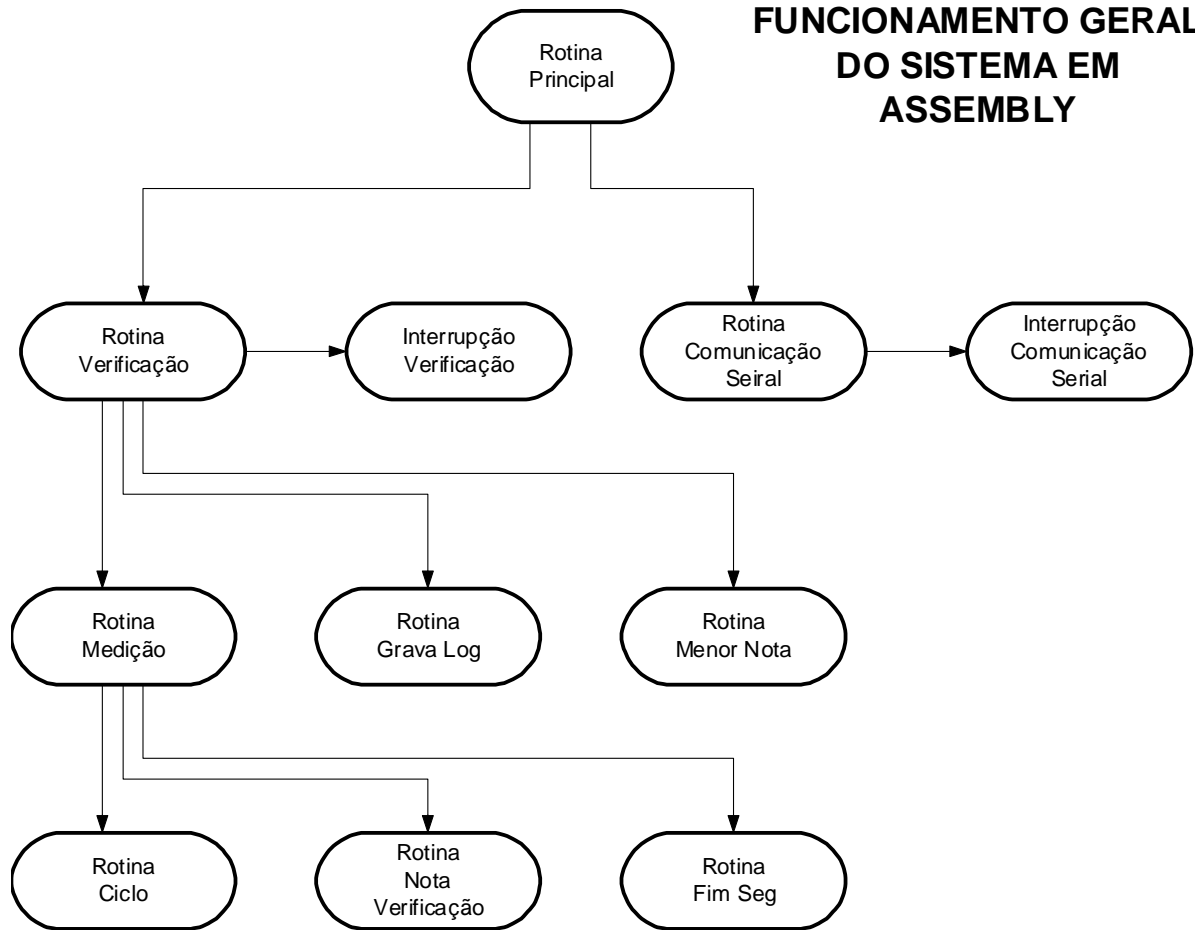 FUNCIONAMENTO GERAL
DO SISTEMA EM
ASSEMBLY
Rotina
Principal
Rotina
Verificação
Interrupção
Verificação
Rotina
Comunicação
Seiral
Interrupção
Comunicação
Serial
Rotina
Medição
Rotina
Grava Log
Rotina
Menor Nota
Rotina
Ciclo
Rotina
Nota
Verificação
Rotina
Fim Seg